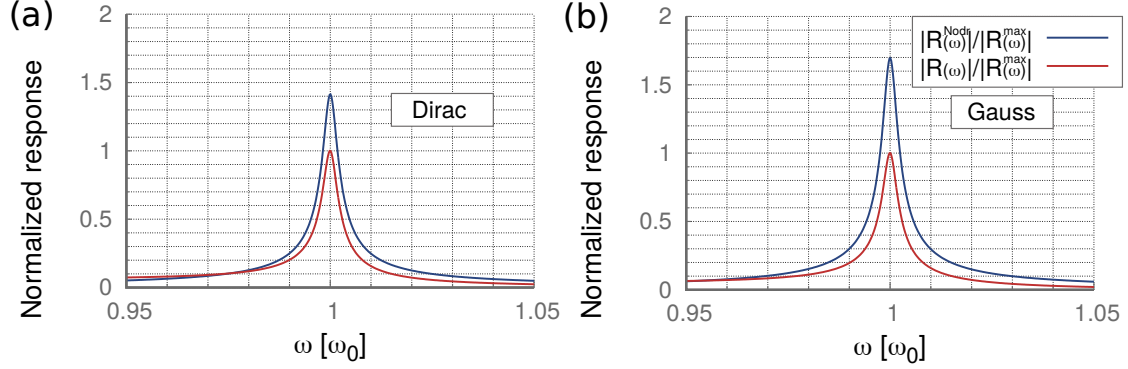 (a)
Normalized response
2
1.5
1
0.5
0
0.95
1
1.05
ω [ω0]
Dirac
(b)
Normalized response
2
1.5
1
0.5
0
0.95
1
1.05
ω [ω0]
|R(ω)^Nodr|/|R(ω)^max|
|R(ω)|/|R(ω)^max|
Gauss